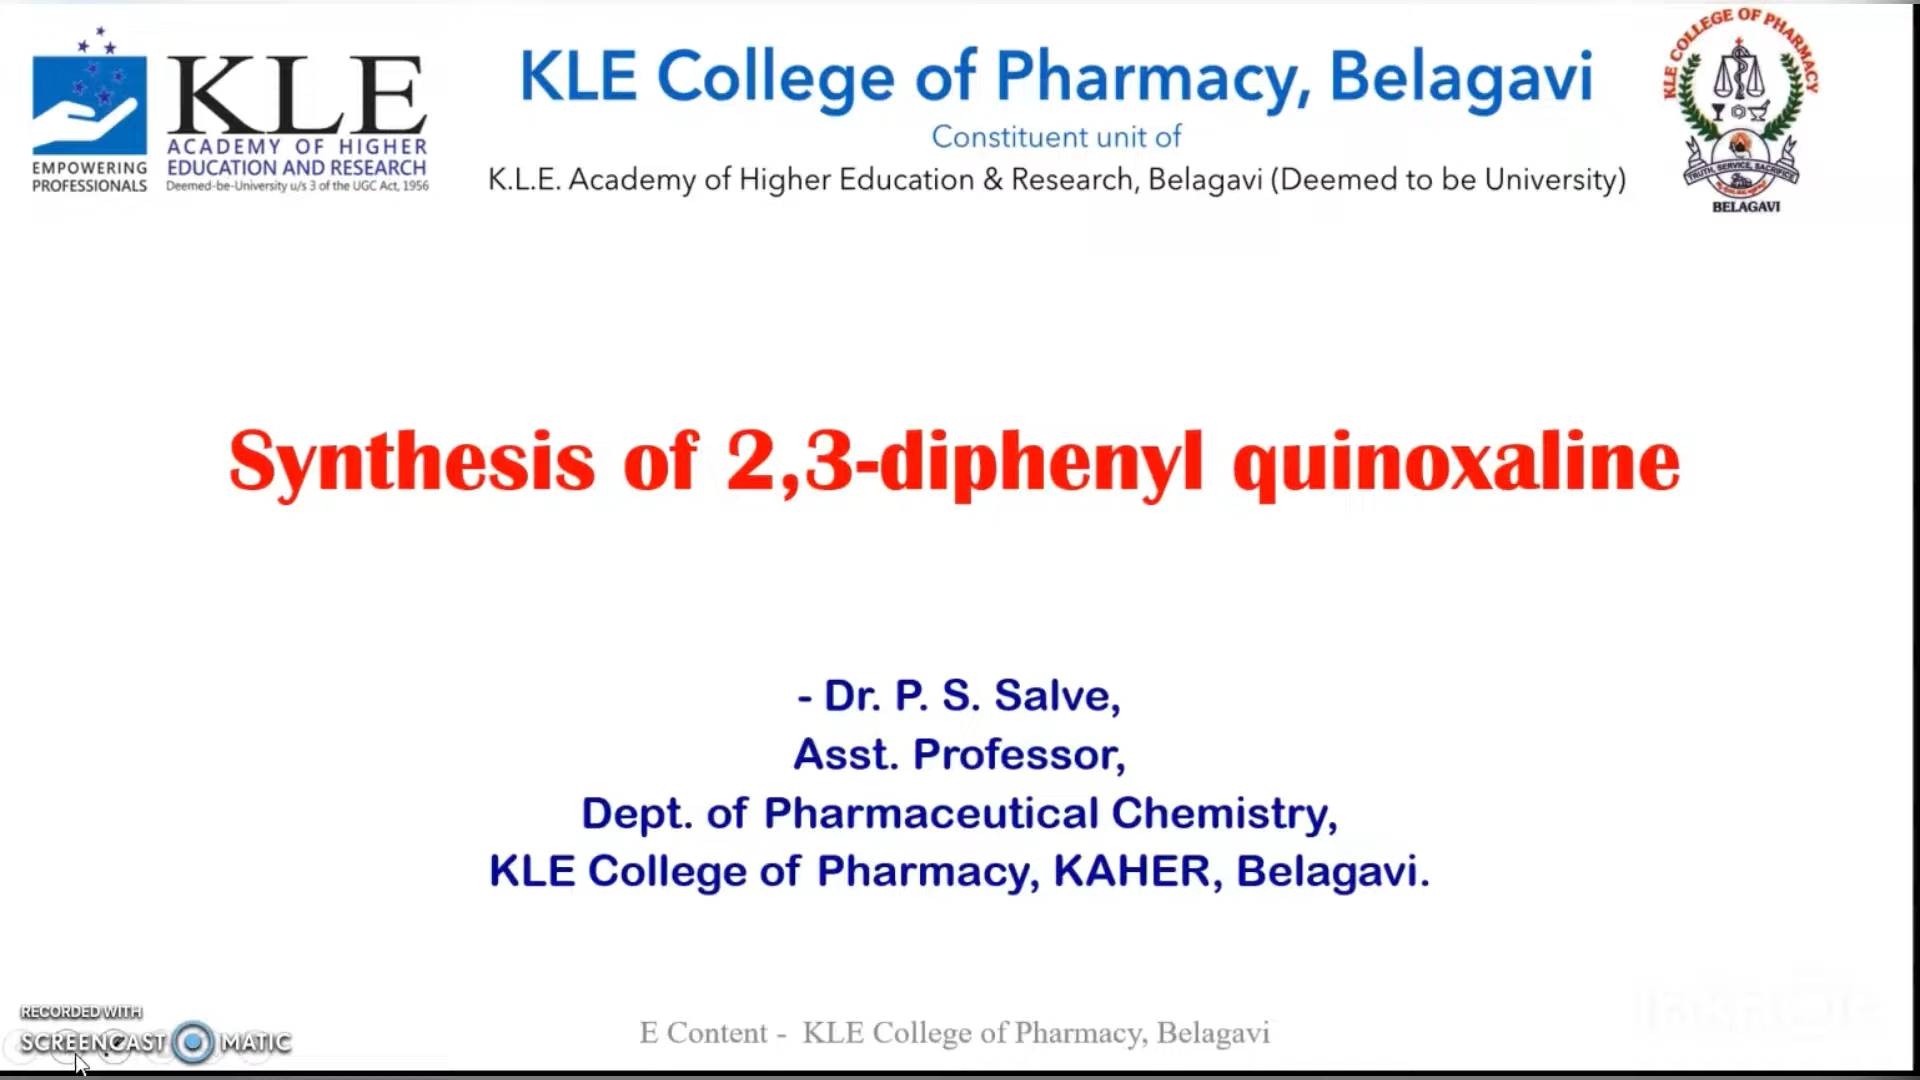 KLE
ACADEMY OF HIGHER
EDUCATION AND RESEARCH
Deemed-be-University u/s 3 of the UGC Act, 1956
EMPOWERING
PROFESSIONALS
KLE College of Pharmacy, Belagavi
Constituent unit of
K.L.E. Academy of Higher Education & Research, Belagavi (Deemed to be University)
KLE COLLEGE OF PHARMACY
TRUTH, SERVICE, SACRIFICE
BELAGAVI
Synthesis of 2,3-diphenyl quinoxaline
- Dr. P. S. Salve,
Asst. Professor,
Dept. of Pharmaceutical Chemistry,
KLE College of Pharmacy, KAHER, Belagavi.
RECORDED WITH
SCREENCAST MATIC
E Content - KLE College of Pharmacy, Belagavi